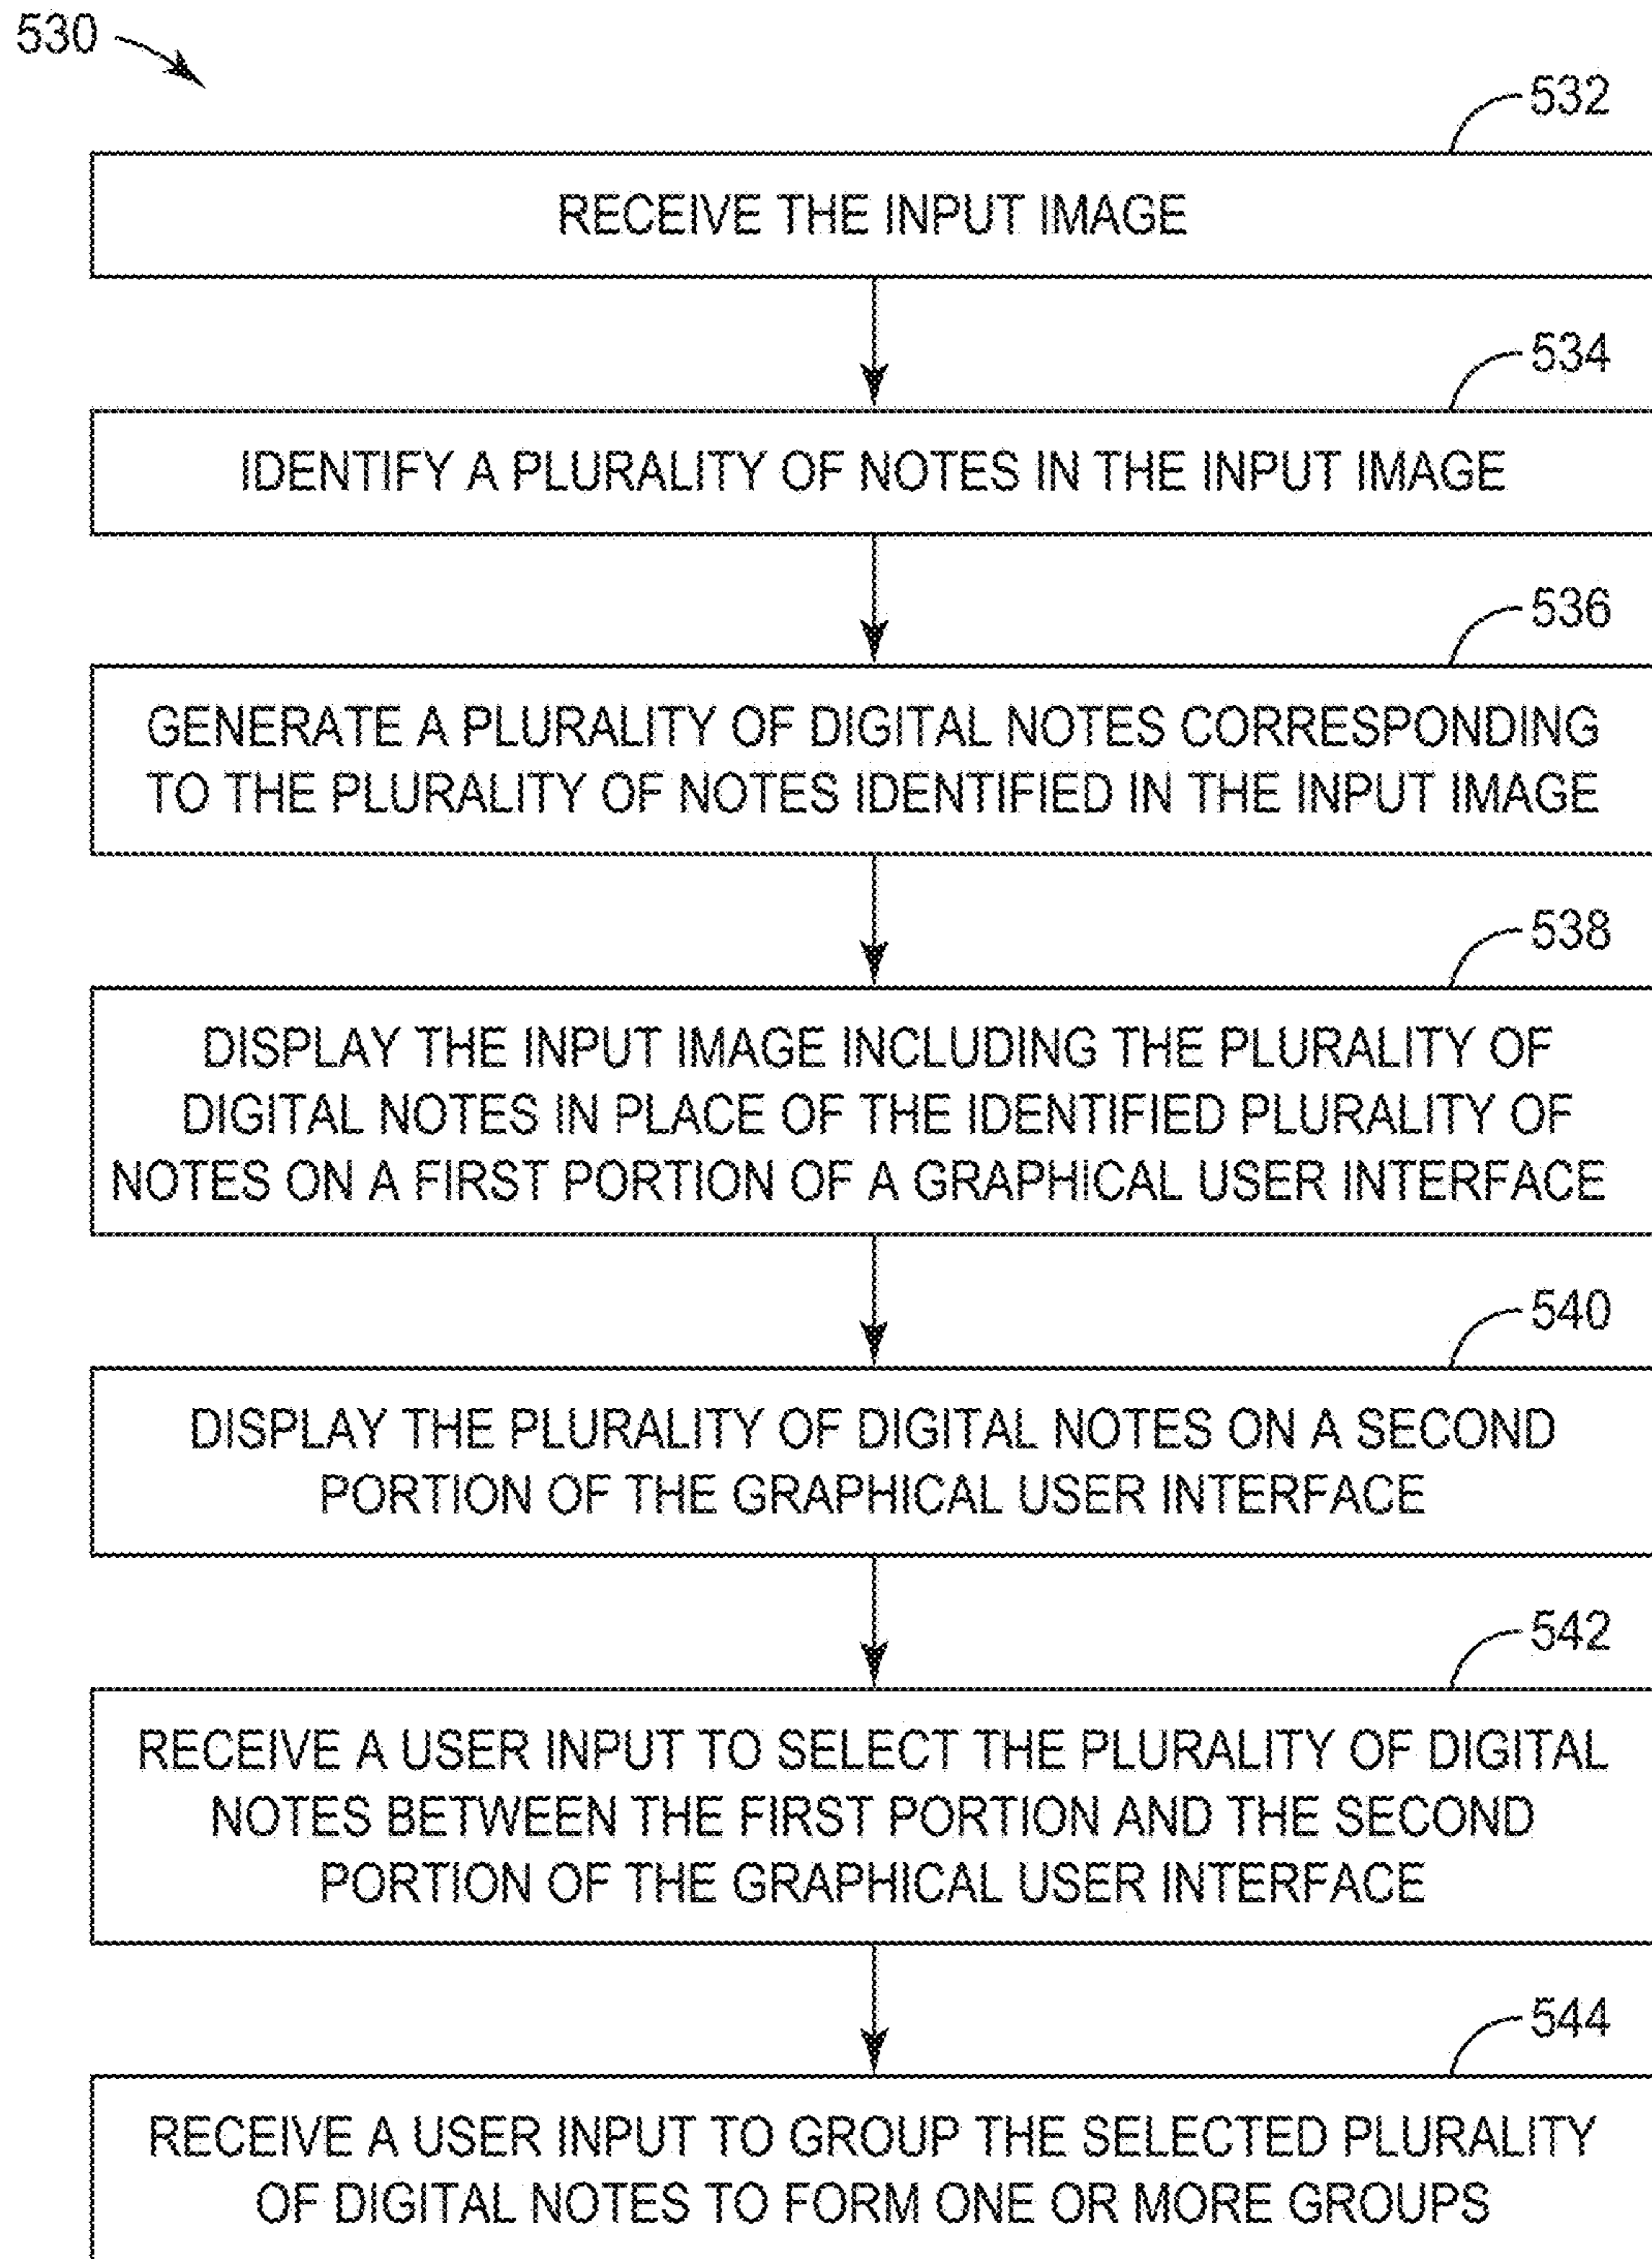 530
532
RECEIVE THE INPUT IMAGE
534
IDENTIFY A PLURALITY OF NOTES IN THE INPUT IMAGE
536
GENERATE A PLURALITY OF DIGITAL NOTES CORRESPONDING
TO THE PLURALITY OF NOTES IDENTIFIED IN THE INPUT IMAGE
538
DISPLAY THE INPUT IMAGE INCLUDING THE PLURALITY OF
DIGITAL NOTES IN PLACE OF THE IDENTIFIED PLURALITY OF
NOTES ON A FIRST PORTION OF A GRAPHICAL USER INTERFACE
540
DISPLAY THE PLURALITY OF DIGITAL NOTES ON A SECOND
PORTION OF THE GRAPHICAL USER INTERFACE
542
RECEIVE A USER INPUT TO SELECT THE PLURALITY OF DIGITAL
NOTES BETWEEN THE FIRST PORTION AND THE SECOND
PORTION OF THE GRAPHICAL USER INTERFACE
544
RECEIVE A USER INPUT TO GROUP THE SELECTED PLURALITY
OF DIGITAL NOTES TO FORM ONE OR MORE GROUPS